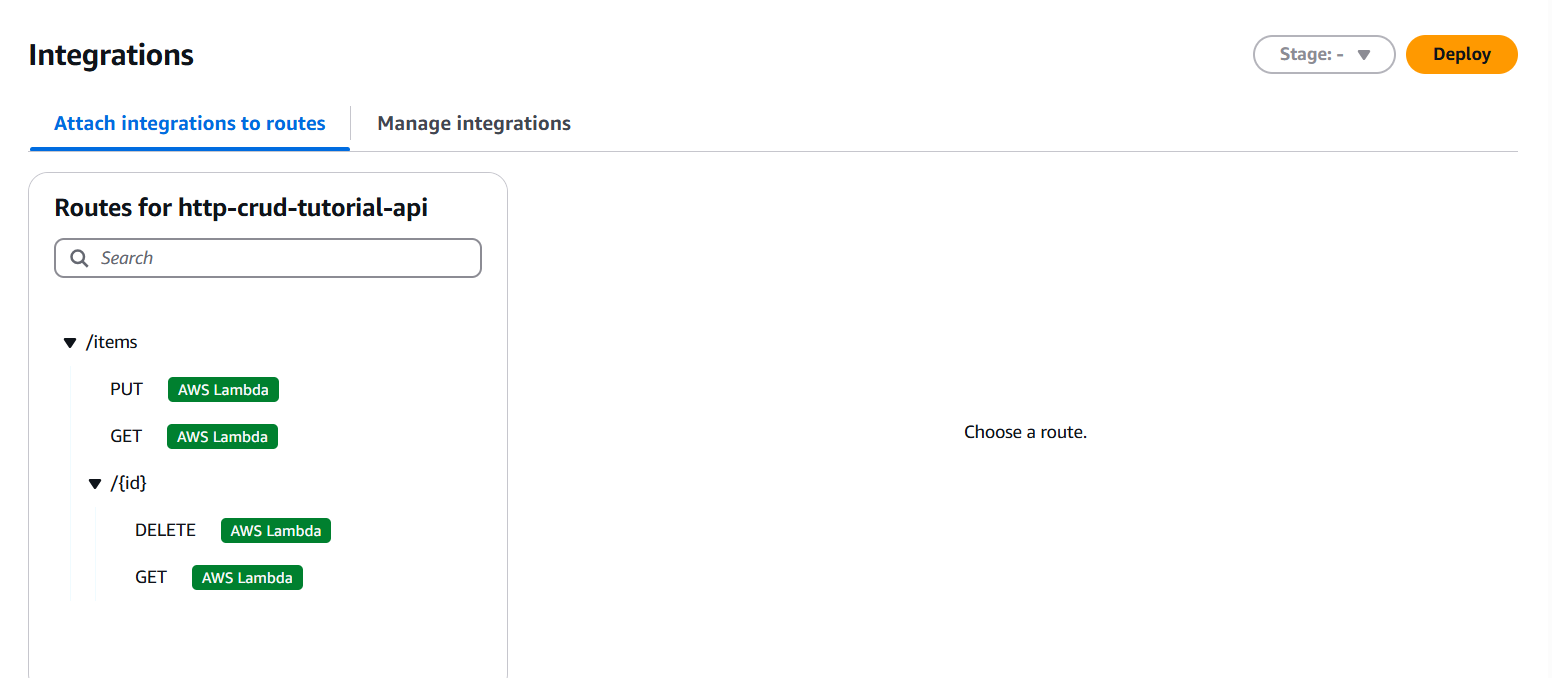 Integrations
Stage: -
Deploy
Attach integrations to routes
Manage integrations
Routes for http-crud-tutorial-api
Search
/items
PUT AWS Lambda
GET AWS Lambda
/{id}
DELETE AWS Lambda
GET AWS Lambda
Choose a route.